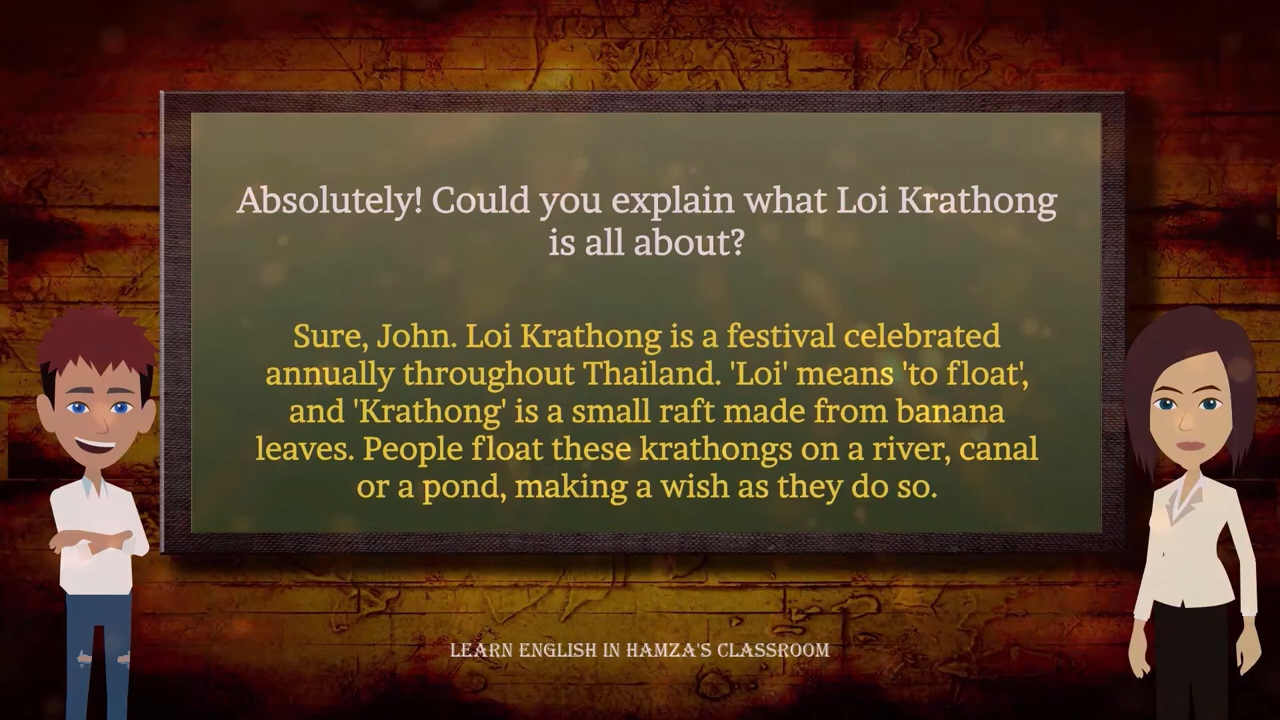 Absolutely! Could you explain what Loi Krathong
is all about?
Sure, John. Loi Krathong is a festival celebrated
annually throughout Thailand. 'Loi' means 'to float',
and 'Krathong' is a small raft made from banana
leaves. People float these krathongs on a river, canal
or a pond, making a wish as they do so.
LEARN ENGLISH IN HAMZA'S CLASSROOM